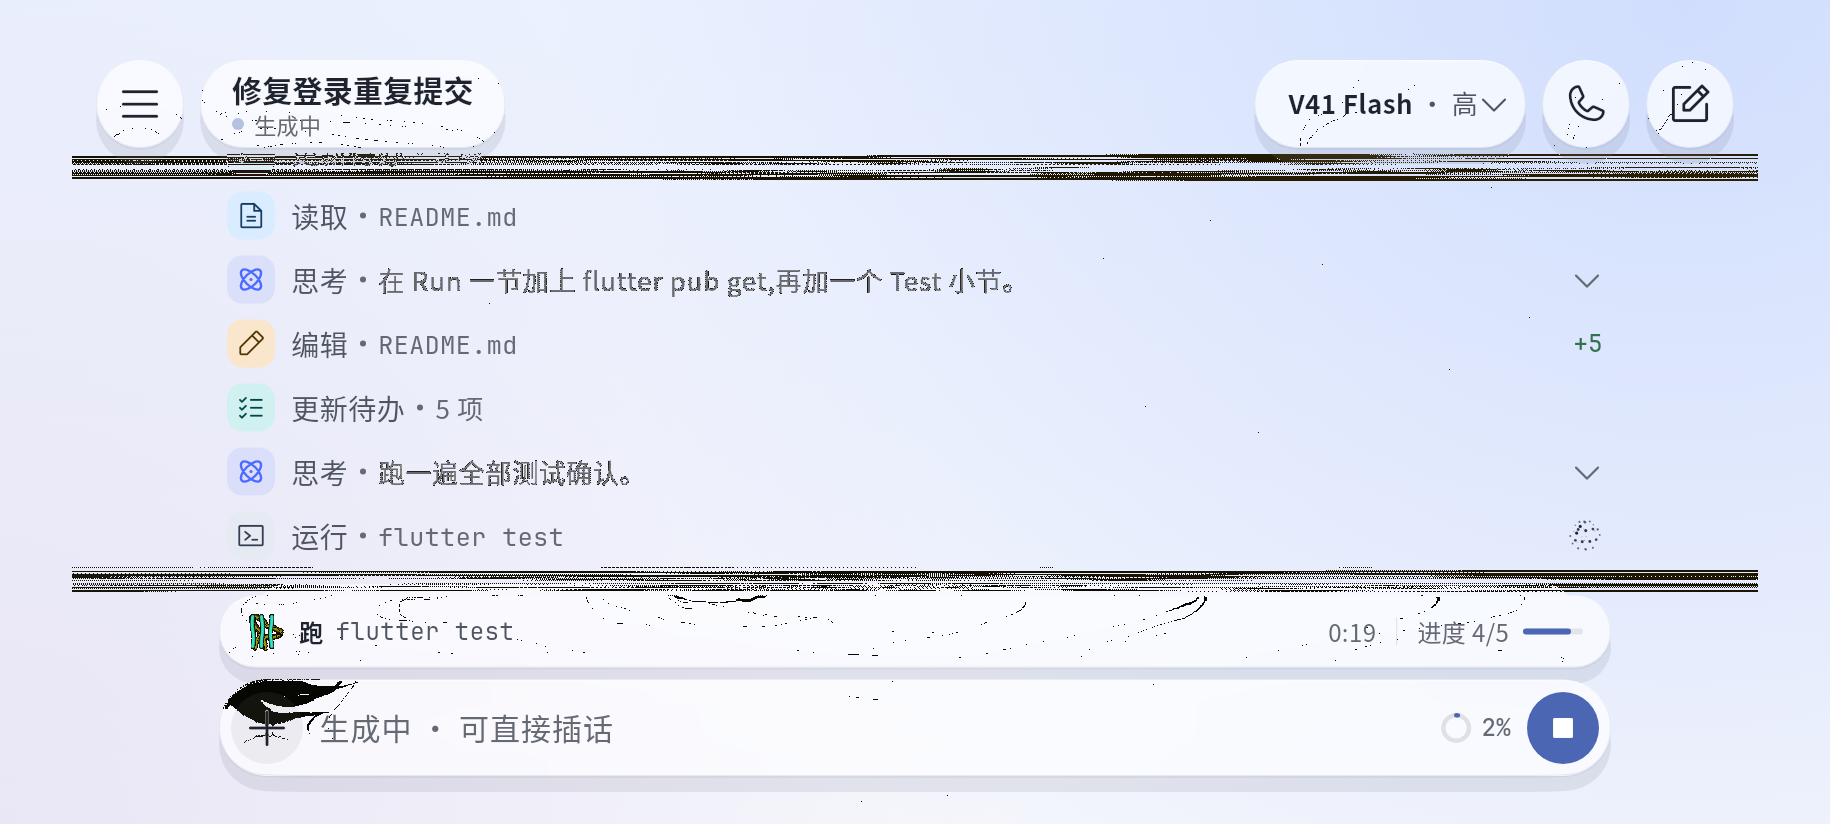 修复登录重复提交
生成中
V41 Flash · 高
读取 · README.md
思考 · 在 Run 一节加上 flutter pub get,再加一个 Test 小节。
编辑 · README.md
+5
更新待办 · 5 项
思考 · 跑一遍全部测试确认。
运行 · flutter test
跑 flutter test
0:19
进度 4/5
生成中 · 可直接插话
2%